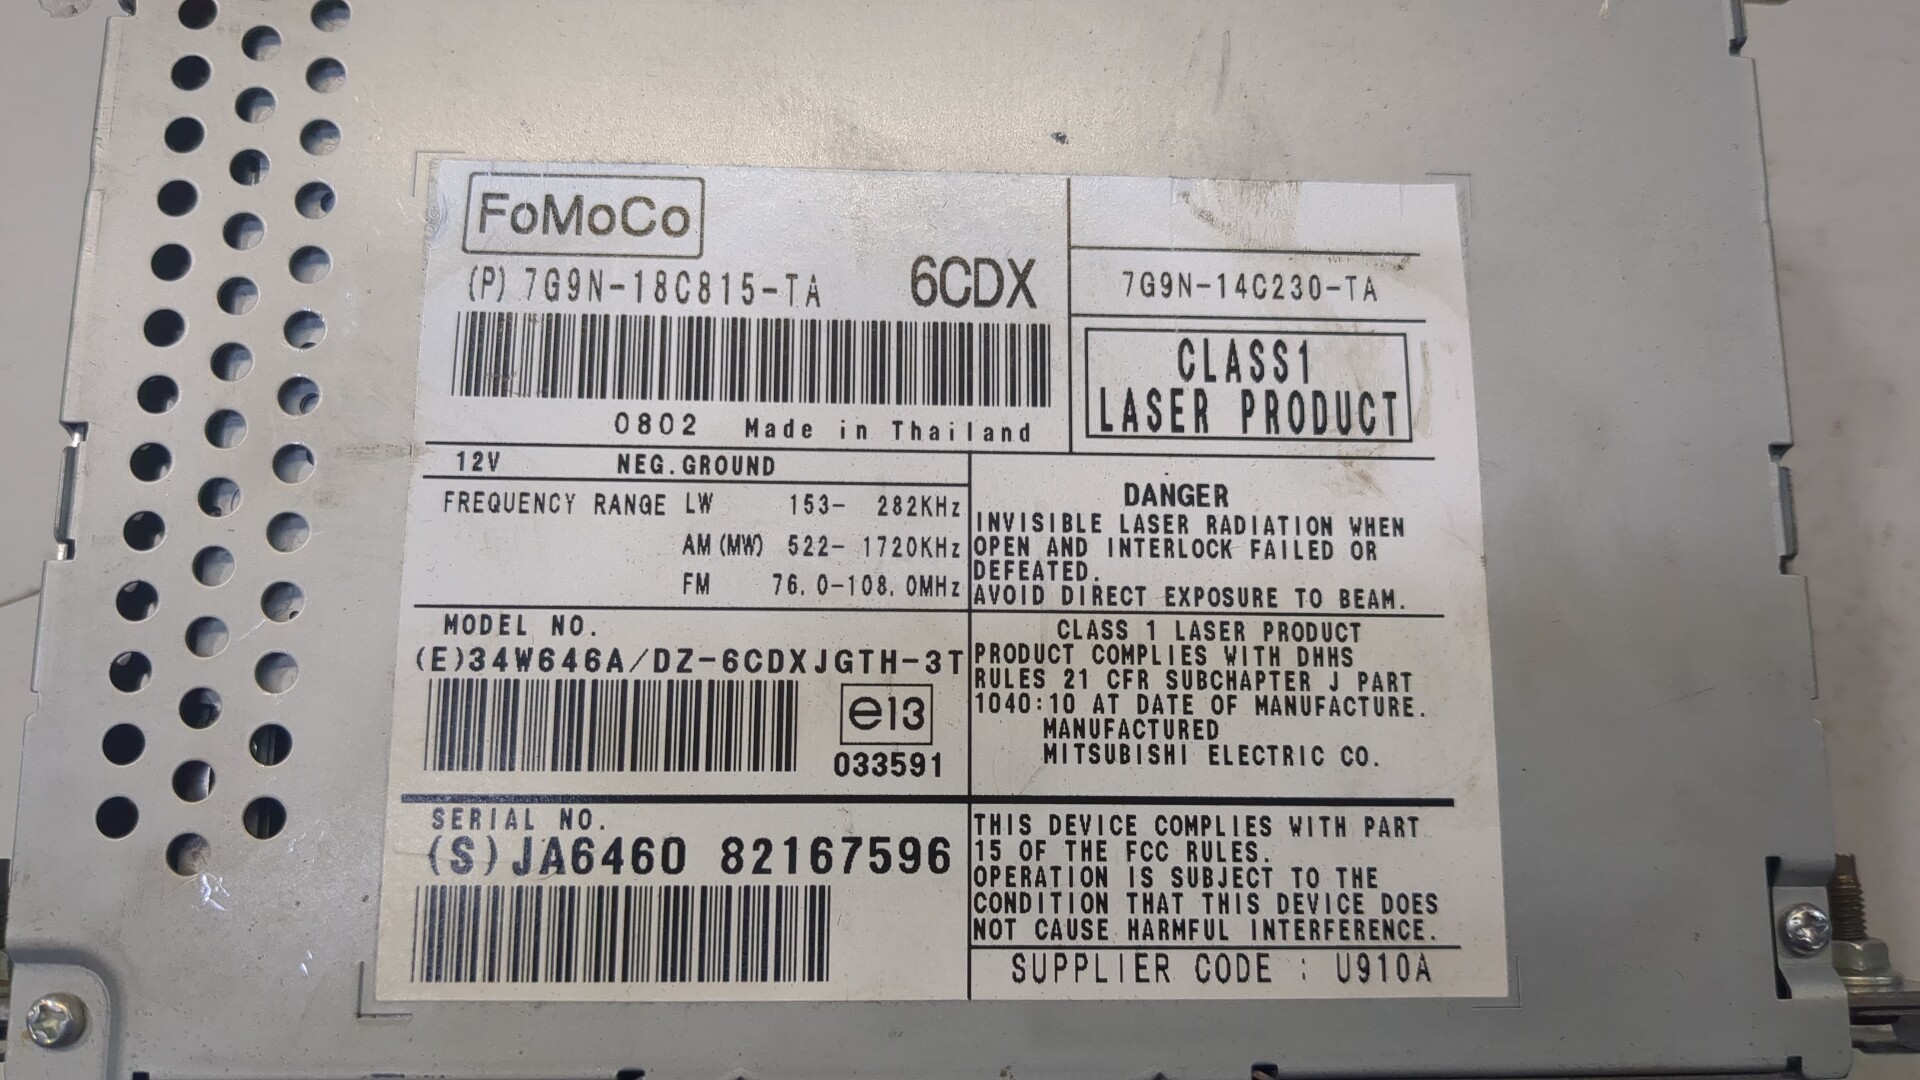 FoMoCo
(P) 7G9N-18C815-TA 6CDX
0802 Made in Thailand
7G9N-14C230-TA
CLASS1
LASER PRODUCT
12V NEG.GROUND
FREQUENCY RANGE LW 153- 282KHz
AM(MW) 522- 1720KHz
FM 76.0-108.0MHz
DANGER
INVISIBLE LASER RADIATION WHEN
OPEN AND INTERLOCK FAILED OR
DEFEATED.
AVOID DIRECT EXPOSURE TO BEAM.
MODEL NO.
(E)34W646A/DZ-6CDXJGTH-3T
e13
033591
CLASS 1 LASER PRODUCT
PRODUCT COMPLIES WITH DHHS
RULES 21 CFR SUBCHAPTER J PART
1040:10 AT DATE OF MANUFACTURE.
MANUFACTURED
MITSUBISHI ELECTRIC CO.
SERIAL NO.
(S)JA6460 82167596
THIS DEVICE COMPLIES WITH PART
15 OF THE FCC RULES.
OPERATION IS SUBJECT TO THE
CONDITION THAT THIS DEVICE DOES
NOT CAUSE HARMFUL INTERFERENCE.
SUPPLIER CODE : U910A